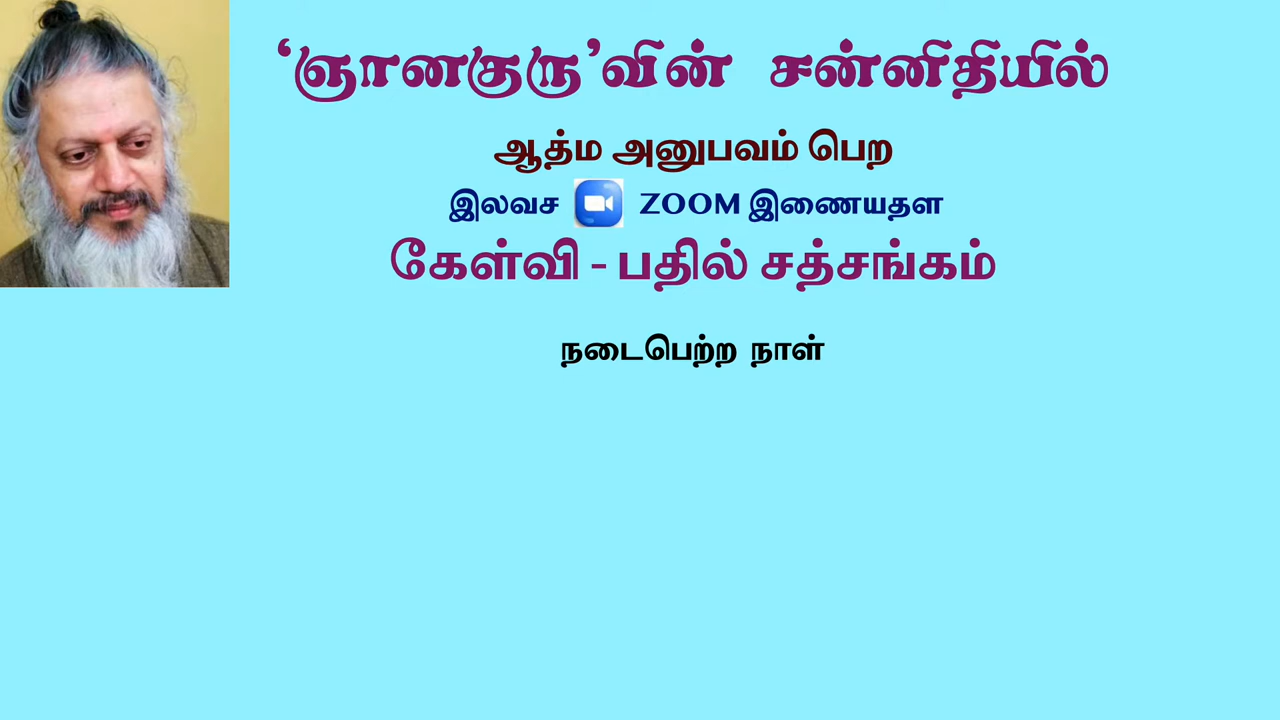 ‘ஞானகுரு’வின் சன்னிதியில்
ஆத்ம அனுபவம் பெற
இலவச ZOOM இணையதள
கேள்வி - பதில் சத்சங்கம்
நடைபெற்ற நாள்